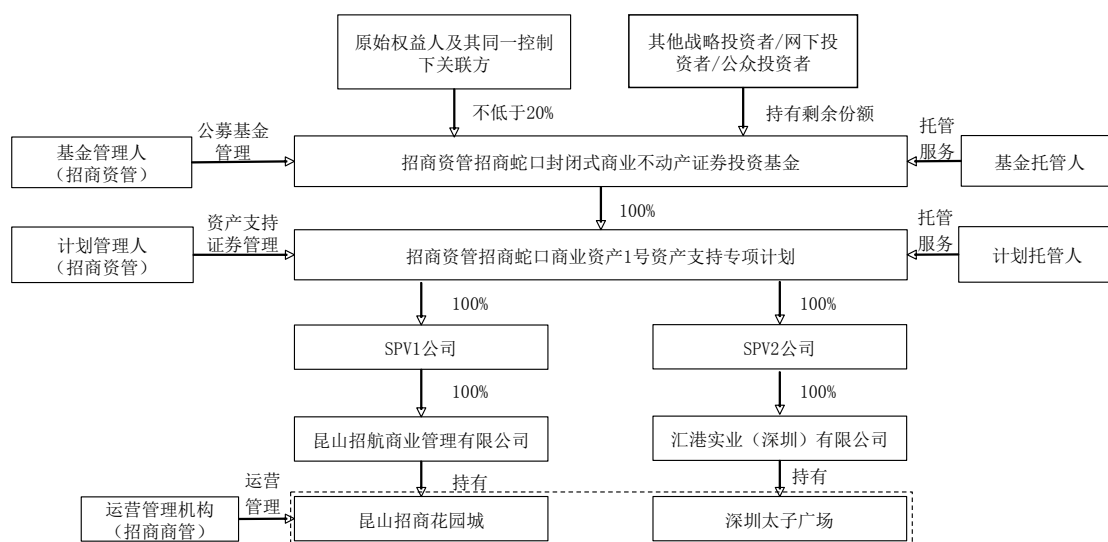 原始权益人及其同一控制
下关联方
其他战略投资者/网下投
资者/公众投资者
不低于20%
持有剩余份额
基金管理人
（招商资管）
公募基金
管理
招商资管招商蛇口封闭式商业不动产证券投资基金
托管
服务
基金托管人
100%
计划管理人
（招商资管）
资产支持
证券管理
招商资管招商蛇口商业资产1号资产支持专项计划
托管
服务
计划托管人
100%
100%
SPV1公司
SPV2公司
100%
100%
昆山招航商业管理有限公司
汇港实业（深圳）有限公司
持有
持有
运营管理机构
（招商商管）
运营
管理
昆山招商花园城
深圳太子广场